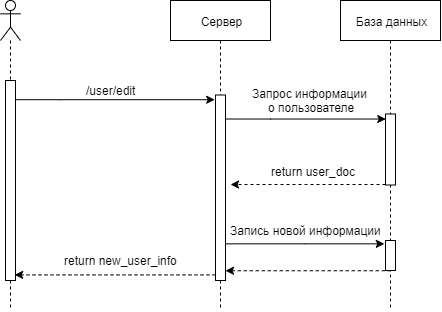 Сервер
База данных
/user/edit
Запрос информации
о пользователе
return user_doc
Запись новой информации
return new_user_info